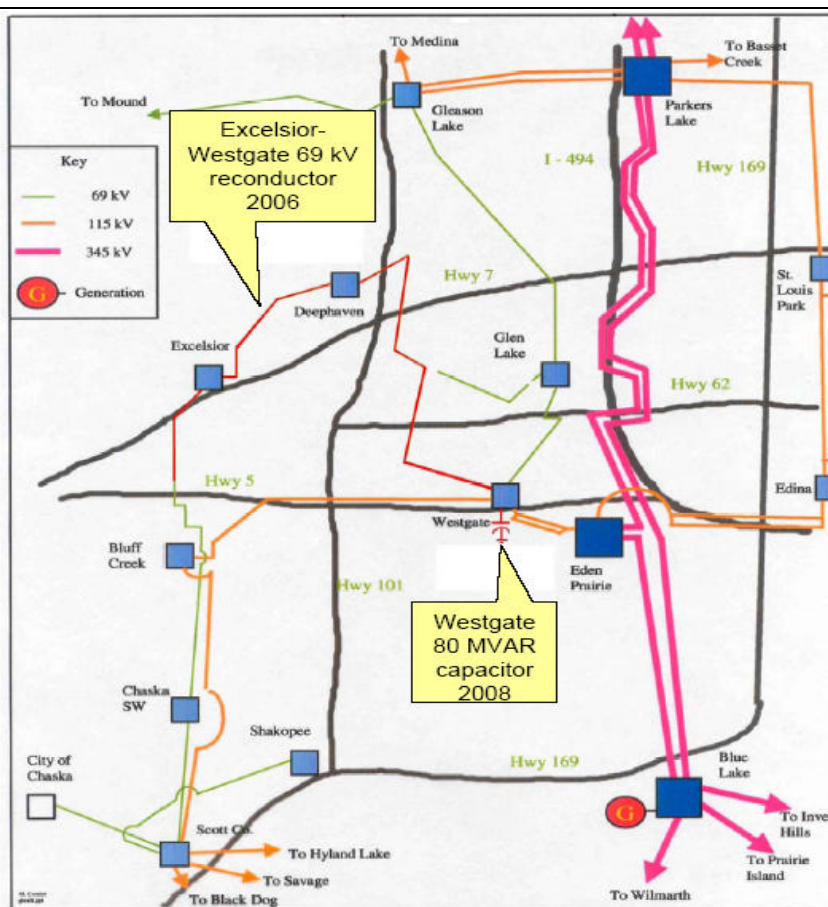 To Medina
To Basset
Creek
To Mound
Gleason
Lake
Parkers
Lake
Excelsior-
Westgate 69 kV
reconductor
2006
Key
69 kV
115 kV
345 kV
G
Generation
I - 494
Hwy 169
Hwy 7
St.
Louis
Park
Deephaven
Excelsior
Glen
Lake
Hwy 62
Hwy 5
Edina
Westgate
Bluff
Creek
Eden
Prairie
Hwy 101
Westgate
80 MVAR
capacitor
2008
Chaska
SW
Shakopee
City of
Chaska
Hwy 169
Blue
Lake
G
Scott Co.
To Inve
Hills
To Hyland Lake
To Prairie
Island
To Savage
To Black Dog
To Wilmarth